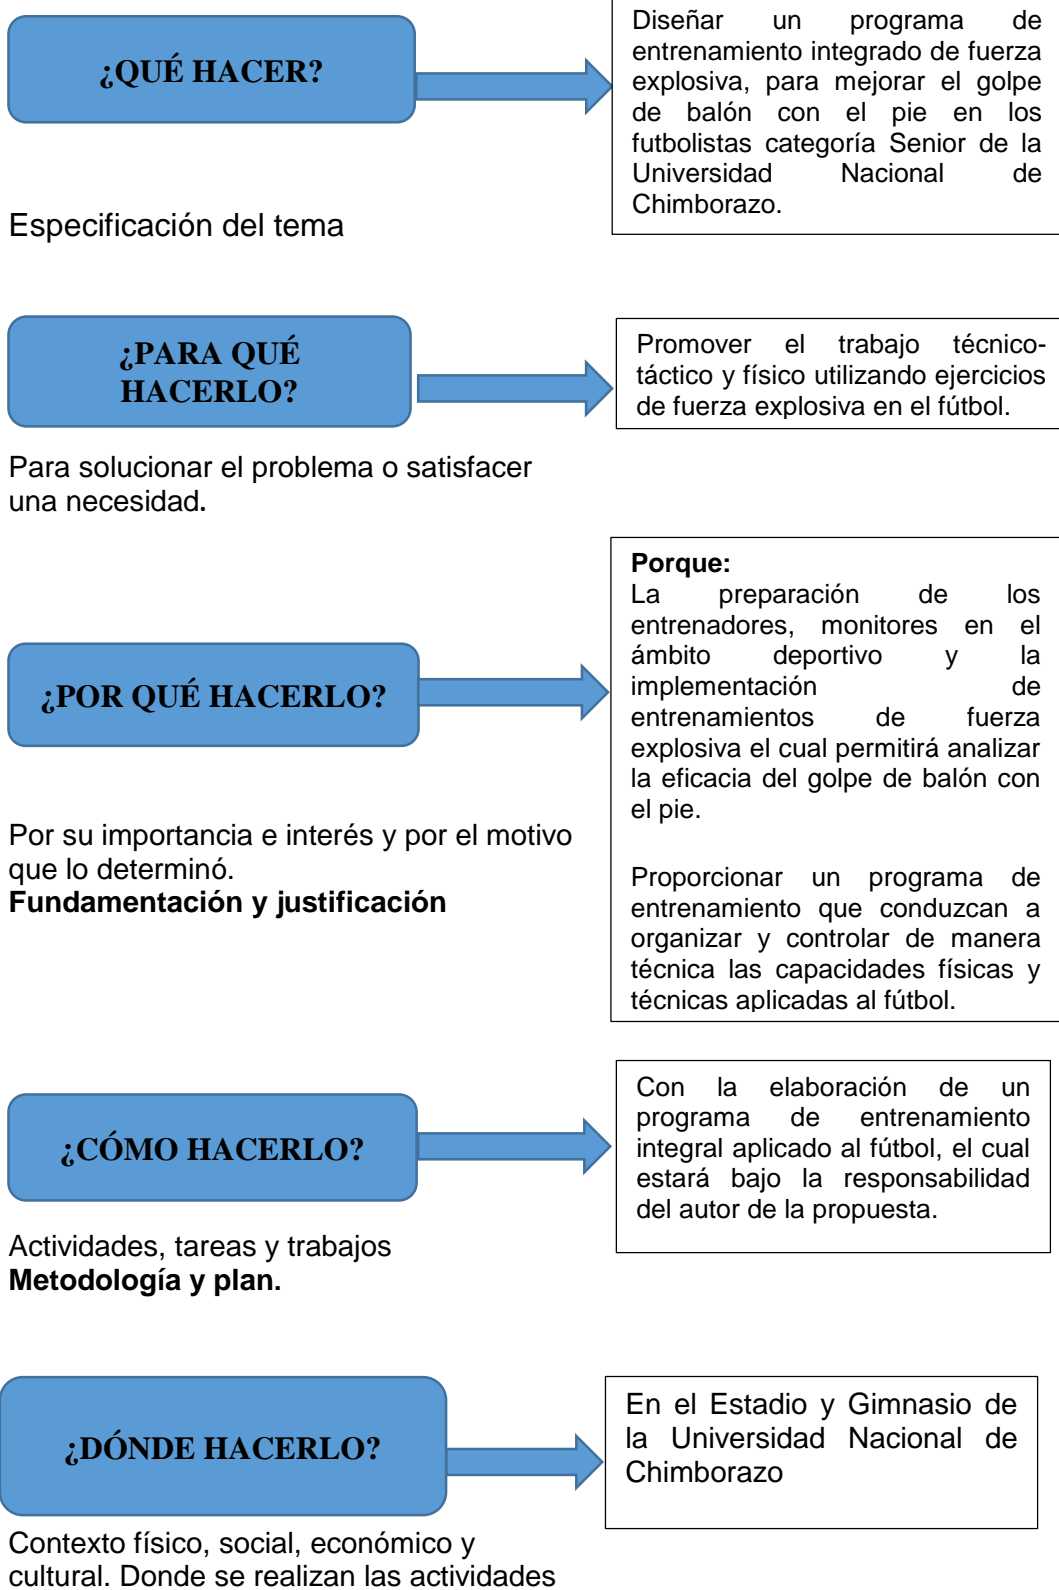 ¿QUÉ HACER?
Diseñar un programa de
entrenamiento integrado de fuerza
explosiva, para mejorar el golpe
de balón con el pie en los
futbolistas categoría Senior de la
Universidad Nacional de
Chimborazo.
Especificación del tema
¿PARA QUÉ
HACERLO?
Promover el trabajo técnico-
táctico y físico utilizando ejercicios
de fuerza explosiva en el fútbol.
Para solucionar el problema o satisfacer
una necesidad.
¿POR QUÉ HACERLO?
Porque:
La preparación de los
entrenadores, monitores en el
ámbito deportivo y la
implementación de
entrenamientos de fuerza
explosiva el cual permitirá analizar
la eficacia del golpe de balón con
el pie.
Proporcionar un programa de
entrenamiento que conduzcan a
organizar y controlar de manera
técnica las capacidades físicas y
técnicas aplicadas al fútbol.
Por su importancia e interés y por el motivo
que lo determinó.
Fundamentación y justificación
¿CÓMO HACERLO?
Con la elaboración de un
programa de entrenamiento
integral aplicado al fútbol, el cual
estará bajo la responsabilidad
del autor de la propuesta.
Actividades, tareas y trabajos
Metodología y plan.
¿DÓNDE HACERLO?
En el Estadio y Gimnasio de
la Universidad Nacional de
Chimborazo
Contexto físico, social, económico y
cultural. Donde se realizan las actividades